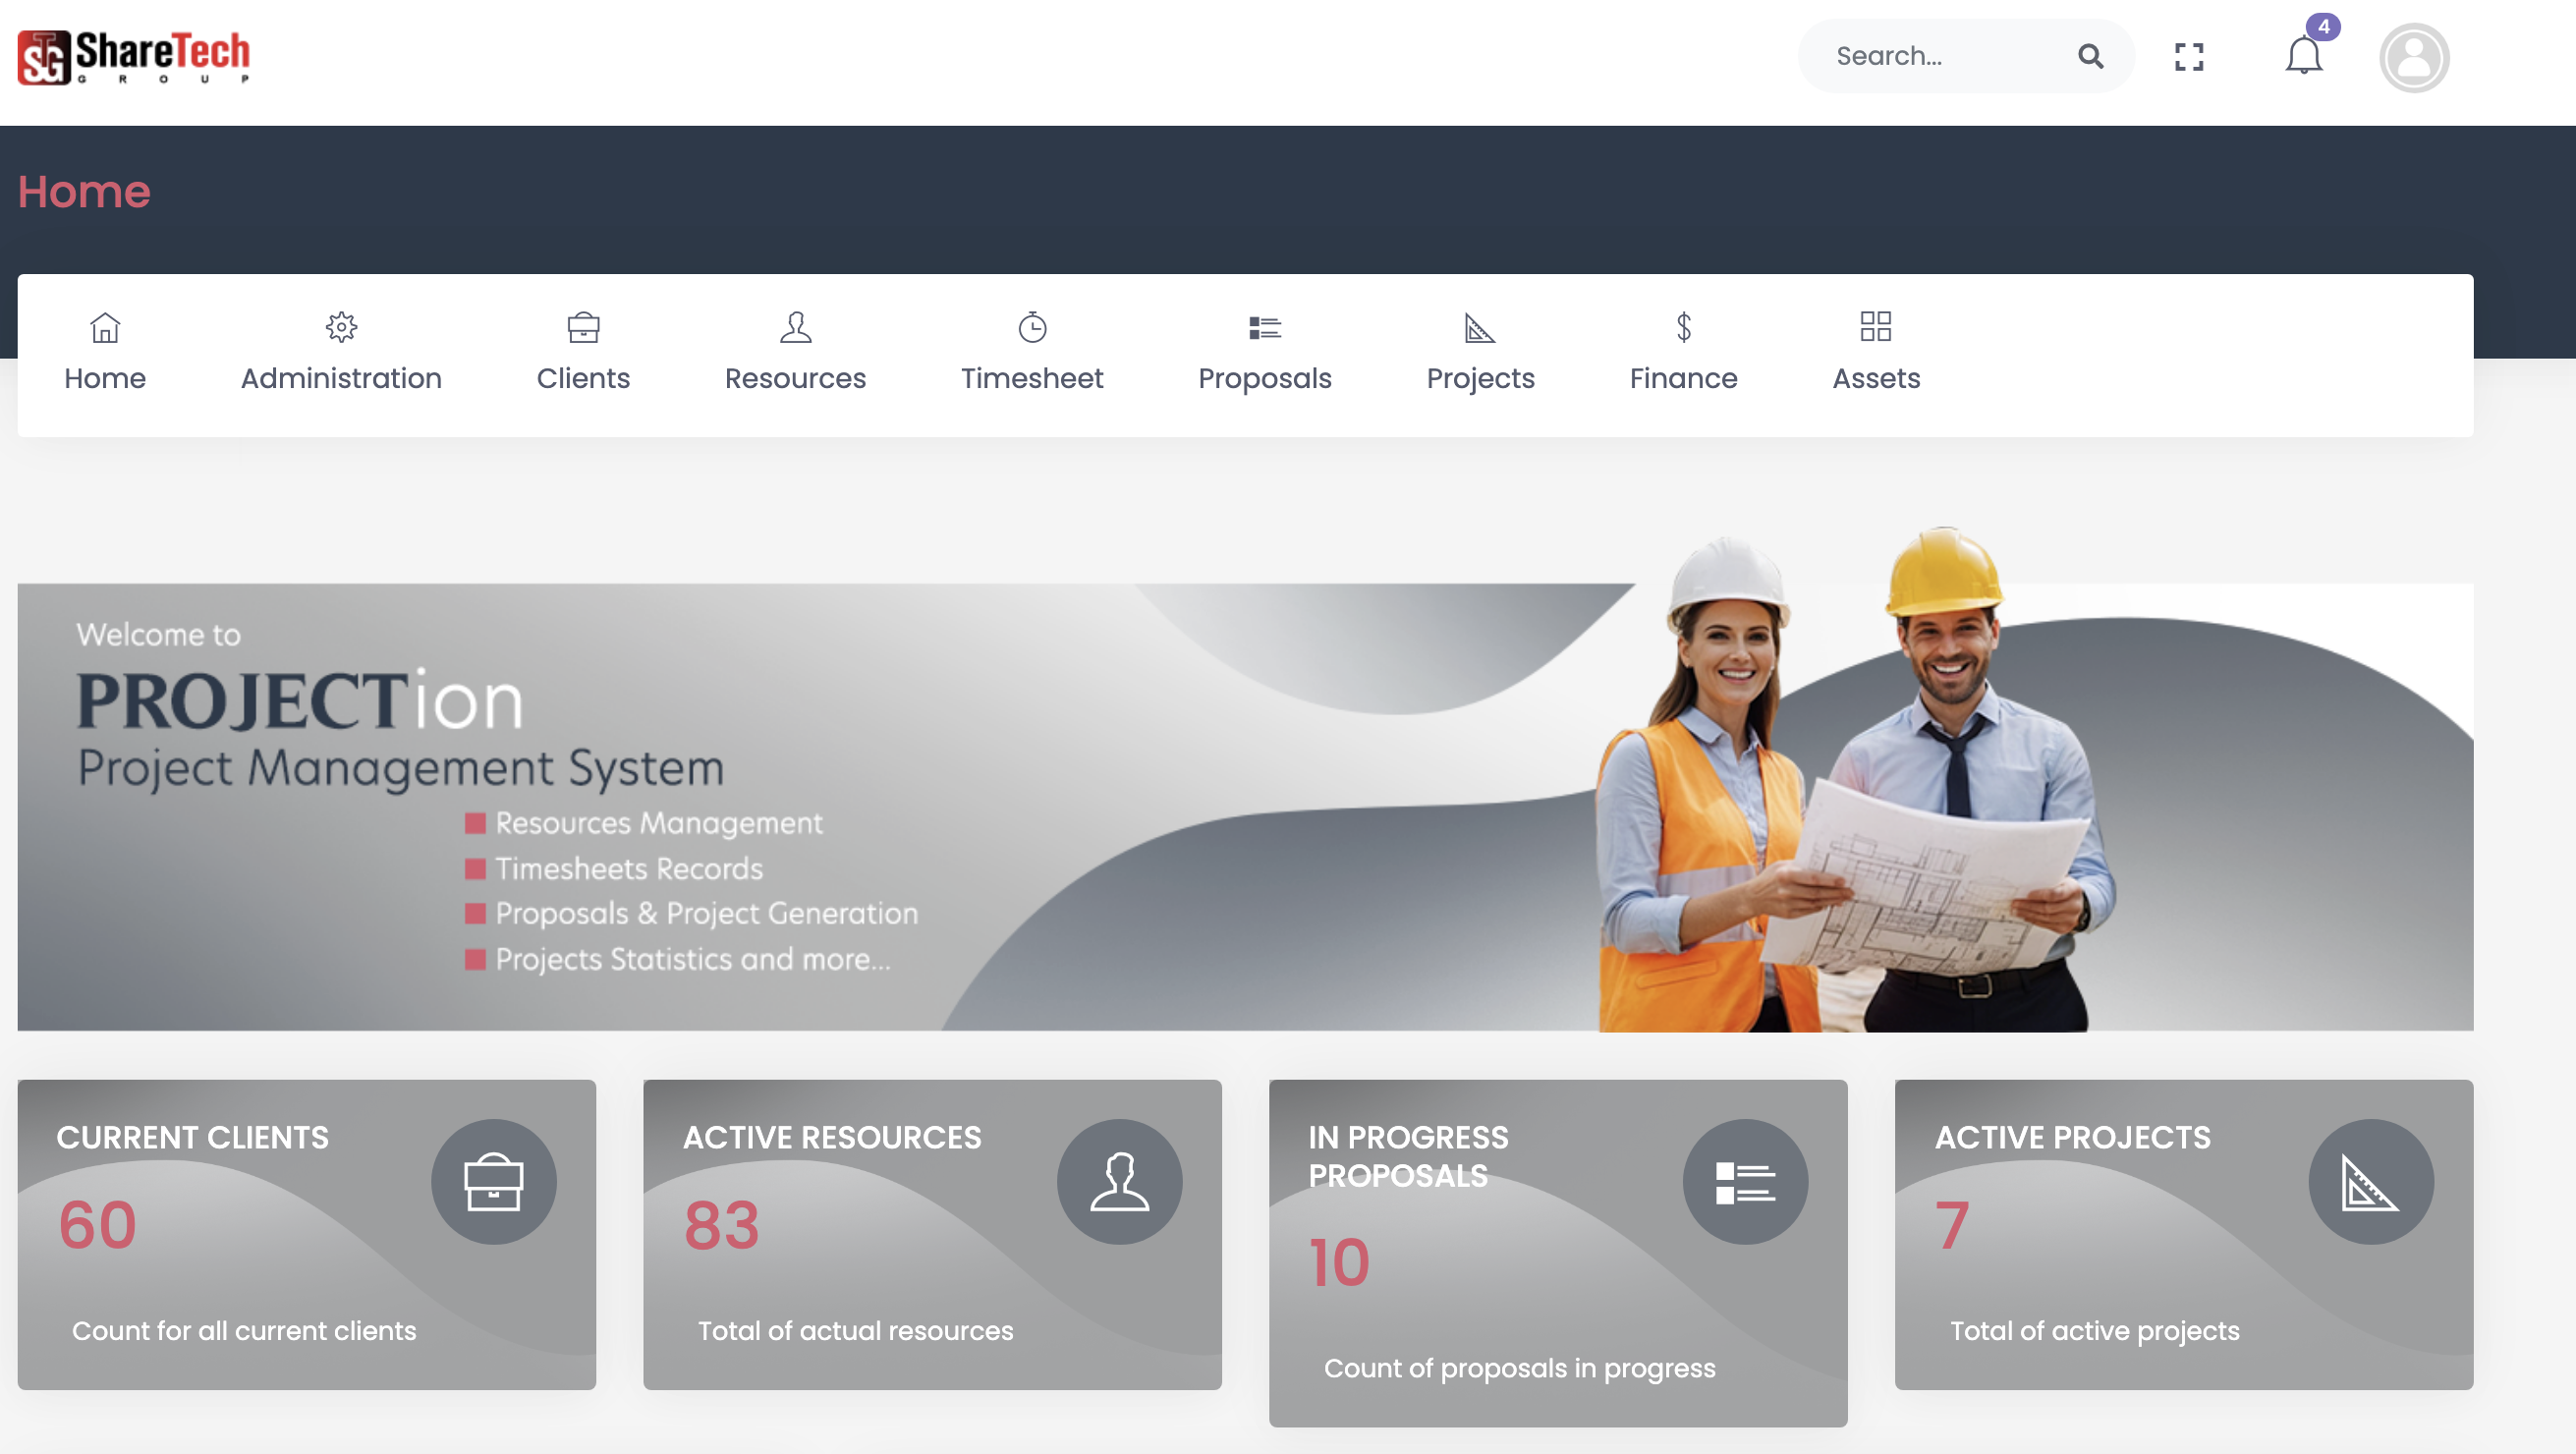 STG ShareTech
GROUP
Search...
4
Home
Home
Administration
Clients
Resources
Timesheet
Proposals
Projects
Finance
Assets
Welcome to
PROJECTion
Project Management System
Resources Management
Timesheets Records
Proposals & Project Generation
Projects Statistics and more...
CURRENT CLIENTS
60
Count for all current clients
ACTIVE RESOURCES
83
Total of actual resources
IN PROGRESS
PROPOSALS
10
Count of proposals in progress
ACTIVE PROJECTS
7
Total of active projects